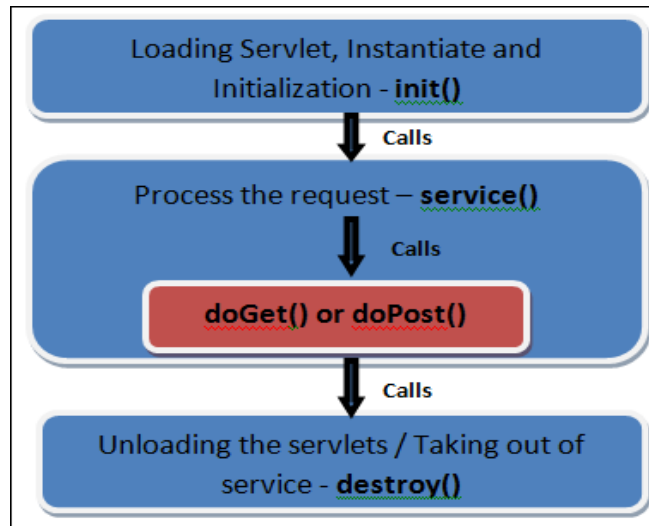 Loading Servlet, Instantiate and
Initialization - init()
Calls
Process the request – service()
Calls
doGet() or doPost()
Calls
Unloading the servlets / Taking out of
service - destroy()